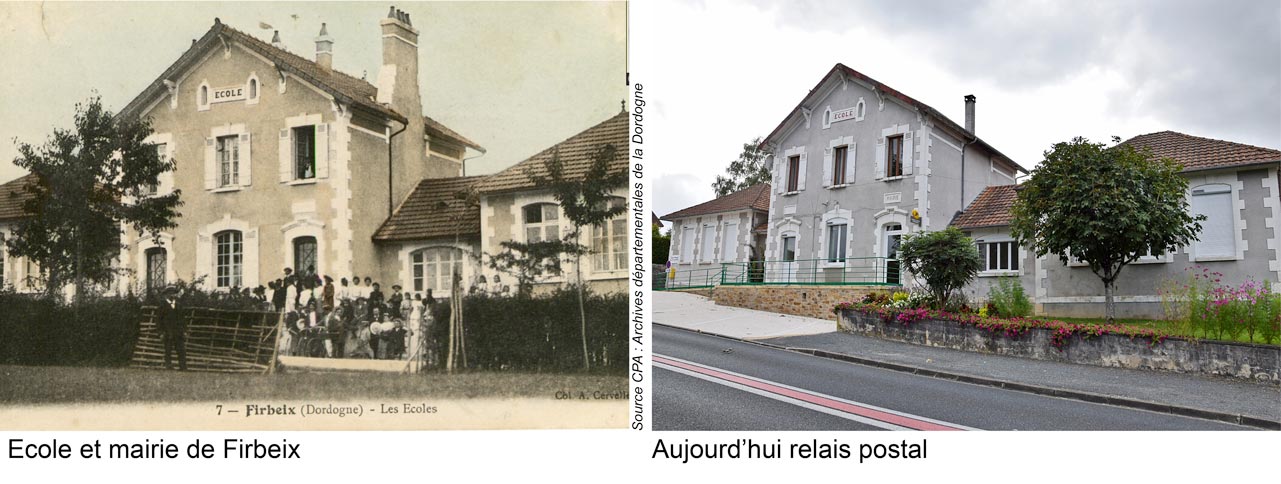 ECOLE
7 — Firbeix (Dordogne) - Les Ecoles
Col. A. Cervelle
Source CPA : Archives départementales de la Dordogne
ECOLE
Ecole et mairie de Firbeix
Aujourd'hui relais postal